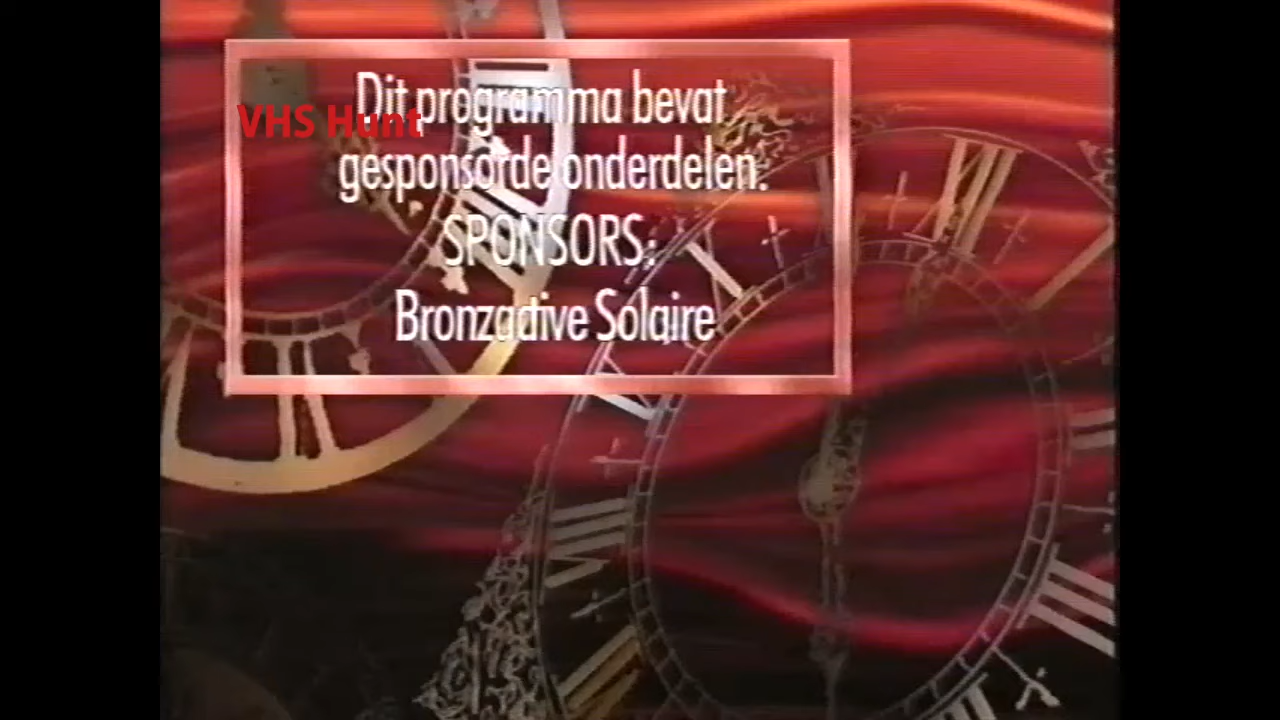 VHS Hunt
Dit programma bevat
gesponsorde onderdelen.
SPONSORS:
Bronzactive Solaire